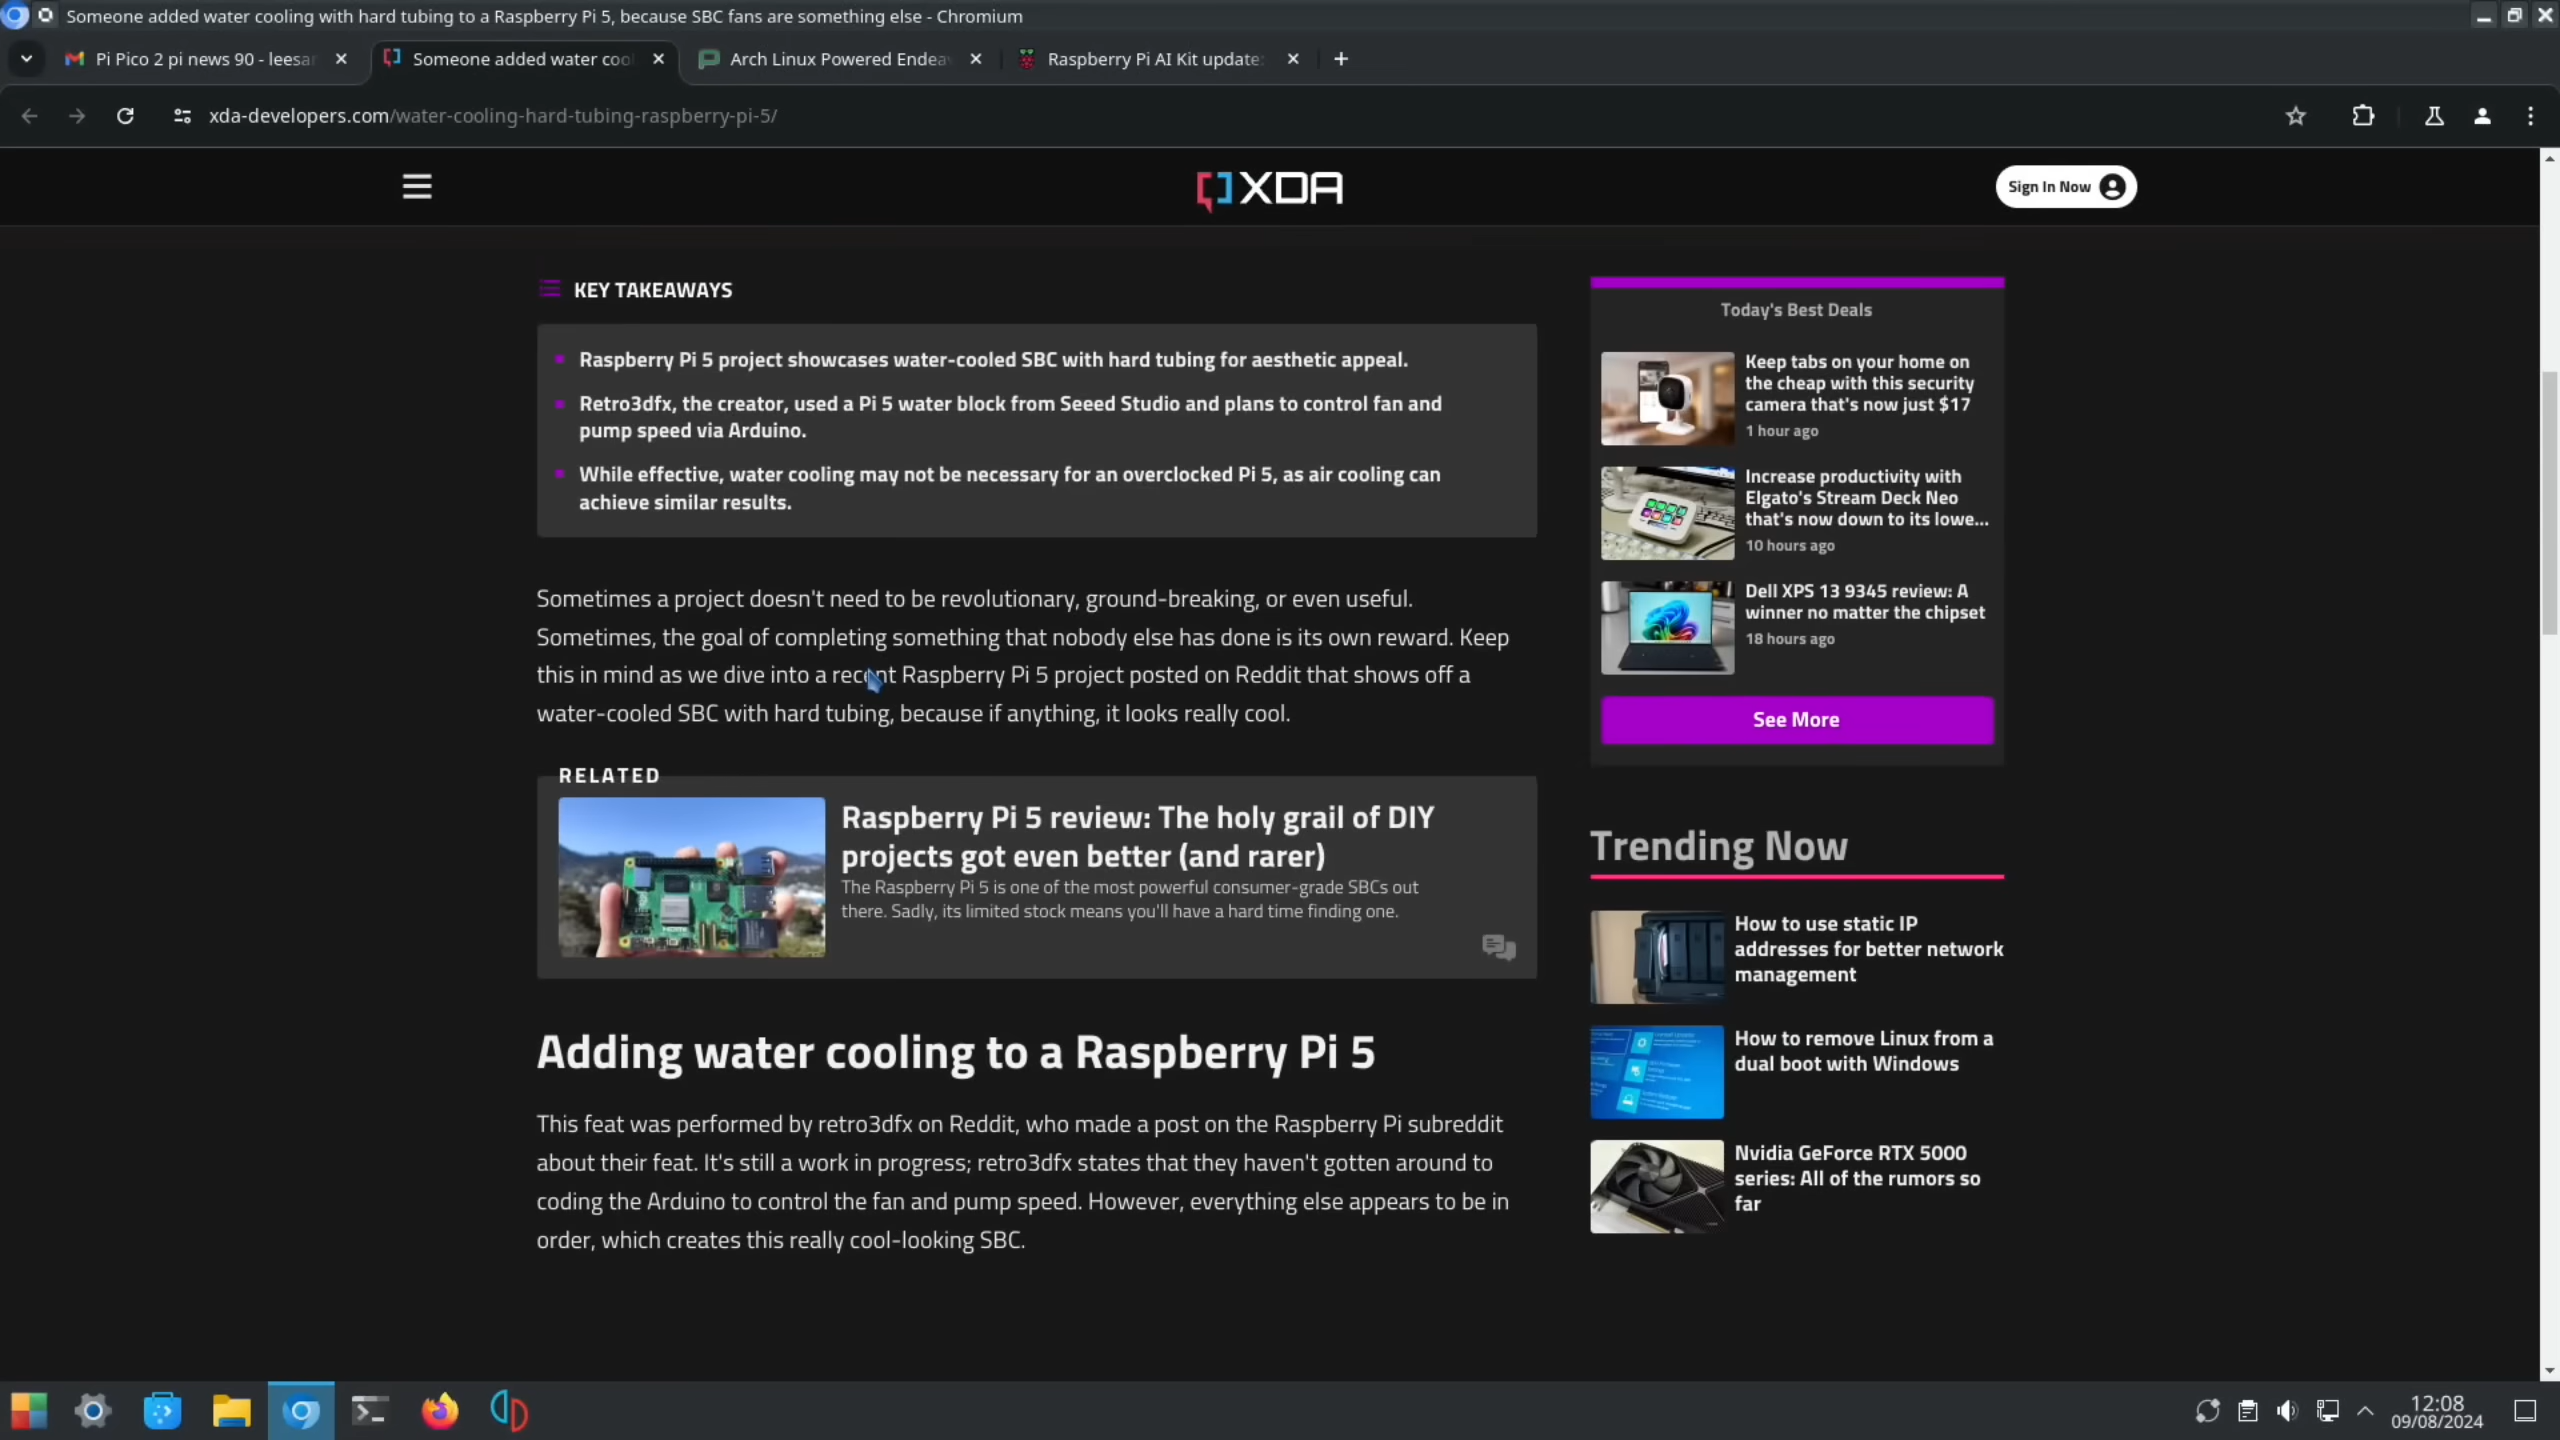 Someone added water cooling with hard tubing to a Raspberry Pi 5, because SBC fans are something else - Chromium
Pi Pico 2 pi news 90 - leesar
Someone added water cool
Arch Linux Powered Endeav
Raspberry Pi AI Kit update:
xda-developers.com/water-cooling-hard-tubing-raspberry-pi-5/
XDA
Sign In Now
KEY TAKEAWAYS
Raspberry Pi 5 project showcases water-cooled SBC with hard tubing for aesthetic appeal.
Retro3dfx, the creator, used a Pi 5 water block from Seeed Studio and plans to control fan and
pump speed via Arduino.
While effective, water cooling may not be necessary for an overclocked Pi 5, as air cooling can
achieve similar results.
Sometimes a project doesn't need to be revolutionary, ground-breaking, or even useful.
Sometimes, the goal of completing something that nobody else has done is its own reward. Keep
this in mind as we dive into a recent Raspberry Pi 5 project posted on Reddit that shows off a
water-cooled SBC with hard tubing, because if anything, it looks really cool.
RELATED
Raspberry Pi 5 review: The holy grail of DIY
projects got even better (and rarer)
The Raspberry Pi 5 is one of the most powerful consumer-grade SBCs out
there. Sadly, its limited stock means you'll have a hard time finding one.
Adding water cooling to a Raspberry Pi 5
This feat was performed by retro3dfx on Reddit, who made a post on the Raspberry Pi subreddit
about their feat. It's still a work in progress; retro3dfx states that they haven't gotten around to
coding the Arduino to control the fan and pump speed. However, everything else appears to be in
order, which creates this really cool-looking SBC.
Today's Best Deals
Keep tabs on your home on
the cheap with this security
camera that's now just $17
1 hour ago
Increase productivity with
Elgato's Stream Deck Neo
that's now down to its lowe...
10 hours ago
Dell XPS 13 9345 review: A
winner no matter the chipset
18 hours ago
See More
Trending Now
How to use static IP
addresses for better network
management
How to remove Linux from a
dual boot with Windows
Nvidia GeForce RTX 5000
series: All of the rumors so
far
12:08
09/08/2024